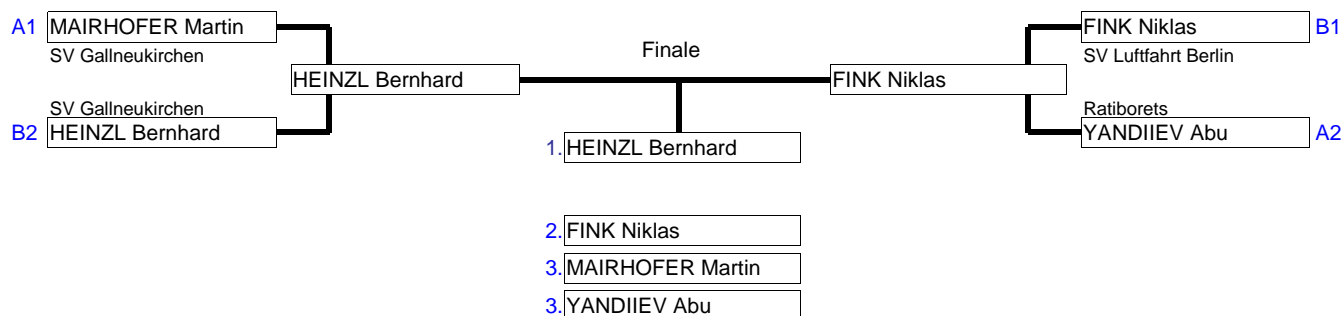 A1 MAIRHOFER Martin
SV Gallneukirchen
HEINZL Bernhard
SV Gallneukirchen
B2 HEINZL Bernhard
Finale
FINK Niklas B1
SV Luftfahrt Berlin
FINK Niklas
Ratiborets
YANDIIEV Abu A2
1. HEINZL Bernhard
2. FINK Niklas
3. MAIRHOFER Martin
3. YANDIIEV Abu